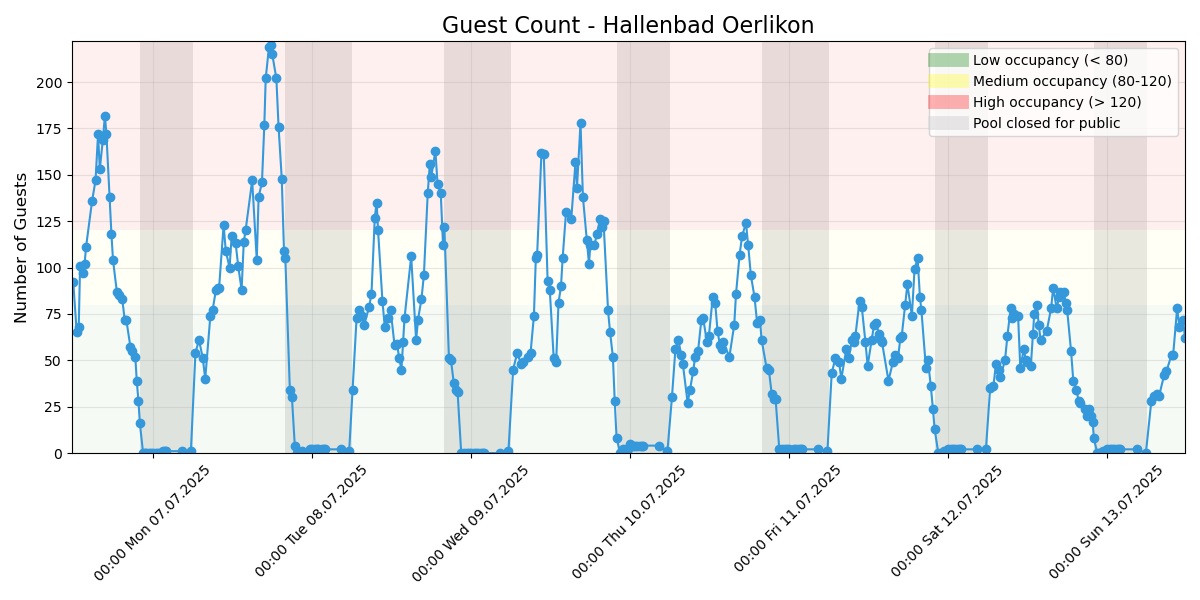 Guest Count - Hallenbad Oerlikon
Number of Guests
200
175
150
125
100
75
50
25
0
Low occupancy (< 80)
Medium occupancy (80-120)
High occupancy (> 120)
Pool closed for public
00:00 Mon 07.07.2025
00:00 Tue 08.07.2025
00:00 Wed 09.07.2025
00:00 Thu 10.07.2025
00:00 Fri 11.07.2025
00:00 Sat 12.07.2025
00:00 Sun 13.07.2025